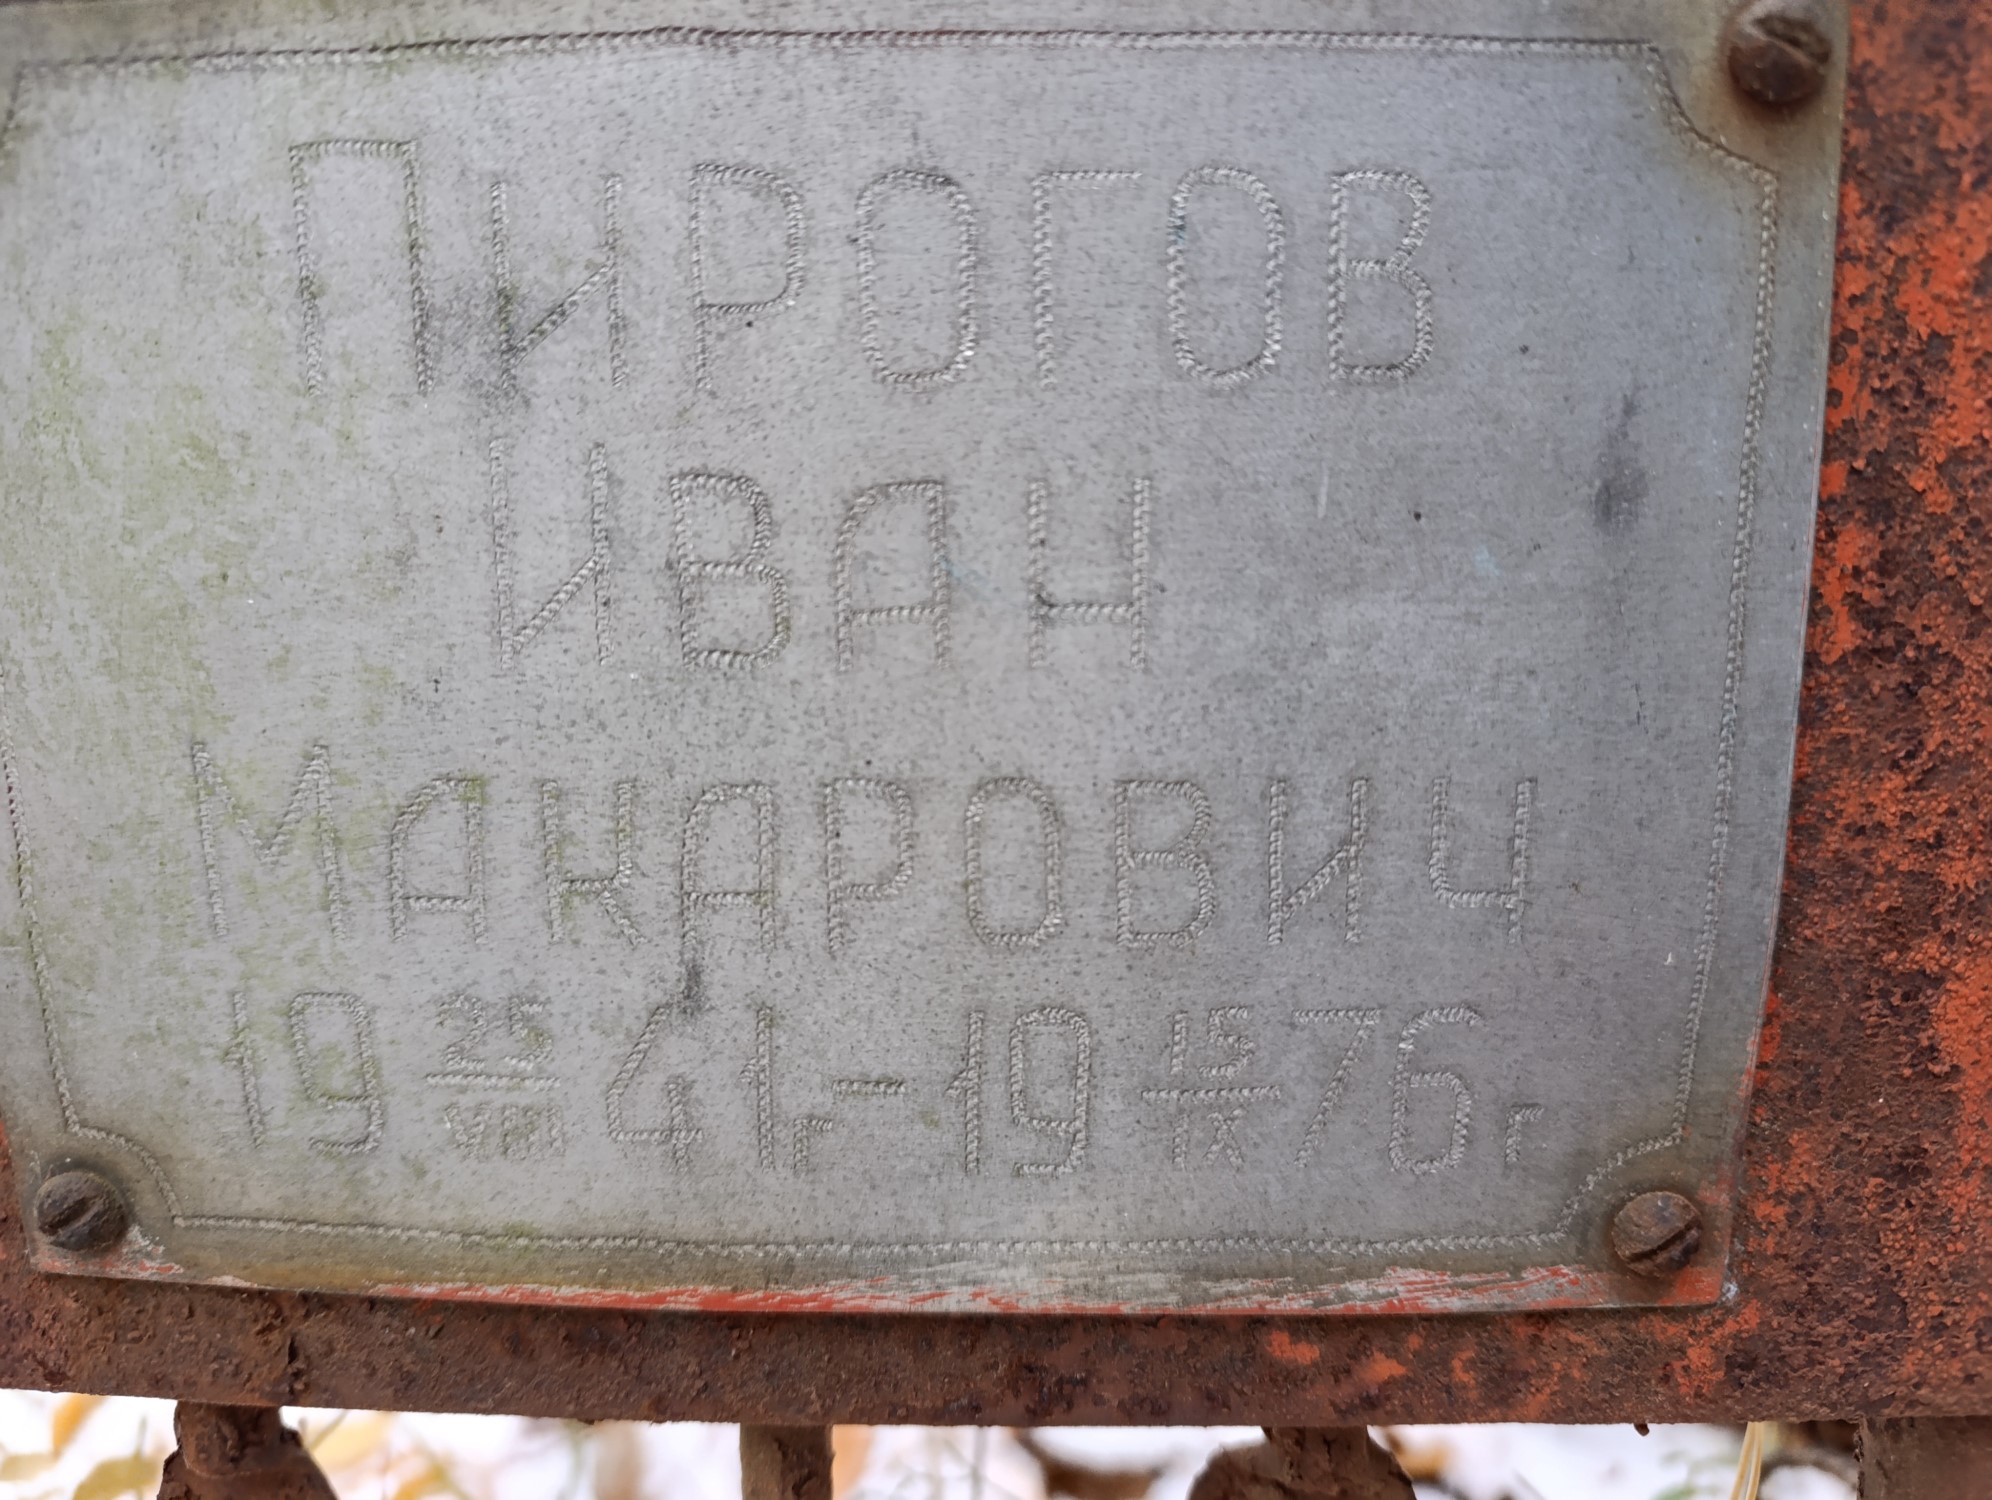 Пирогов
Иван
Макарович
19 25/VIII 41г-19 15/IX 76г